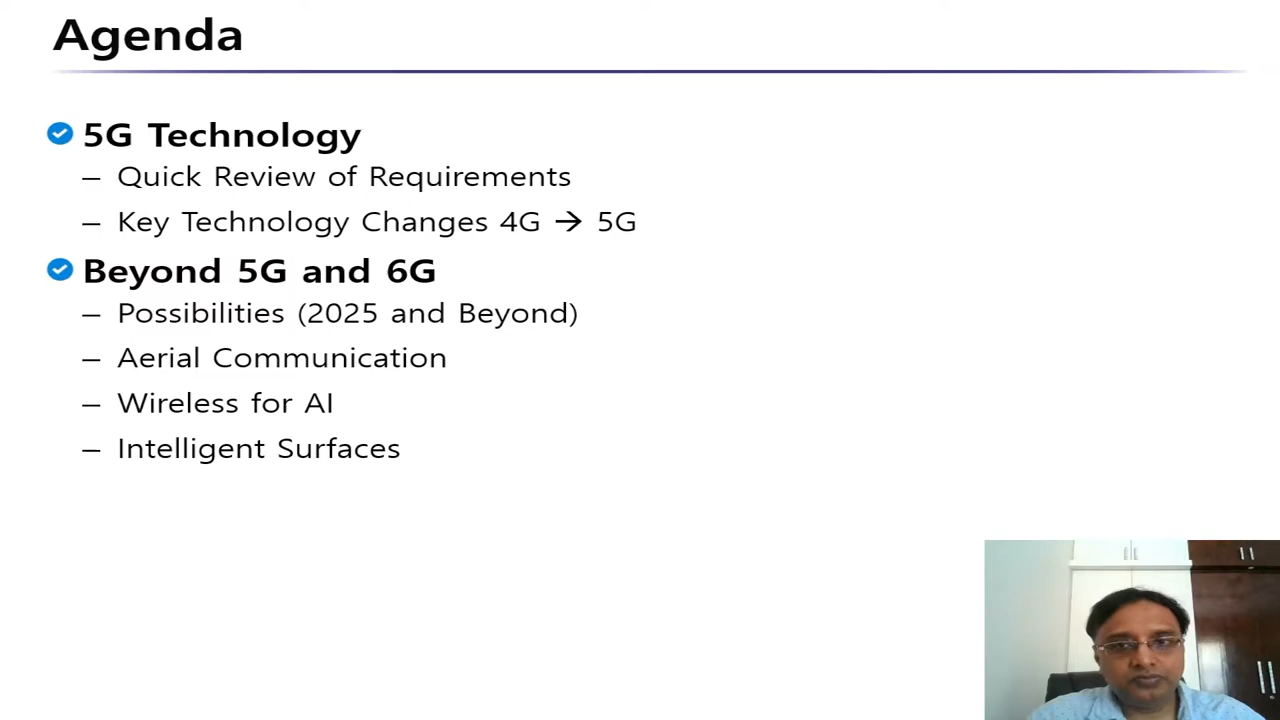 Agenda
5G Technology
– Quick Review of Requirements
– Key Technology Changes 4G → 5G
Beyond 5G and 6G
– Possibilities (2025 and Beyond)
– Aerial Communication
– Wireless for AI
– Intelligent Surfaces